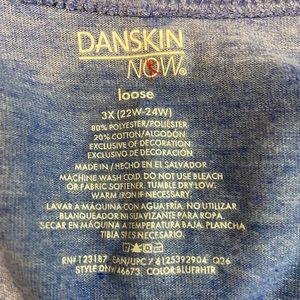 DANSKIN
NOW®
loose
3X (22W-24W)
80% POLYESTER/POLIÉSTER
20% COTTON/ALGODÓN
EXCLUSIVE OF DECORATION
EXCLUSIVO DE DECORACIÓN
MADE IN / HECHO EN EL SALVADOR
MACHINE WASH COLD. DO NOT USE BLEACH
OR FABRIC SOFTENER. TUMBLE DRY LOW.
WARM IRON IF NECESSARY.
LAVAR A MÁQUINA CON AGUA FRÍA. NO UTILIZAR
BLANQUEADOR NI SUAVIZANTE PARA ROPA.
SECAR EN MÁQUINA A TEMPERATURA BAJA. PLANCHA
TIBIA SI ES NECESARIO.
RN# 123187 EAN/UPC / 6125392904 Q26
STYLE DNW46673 COLOR:BLUFRHTR